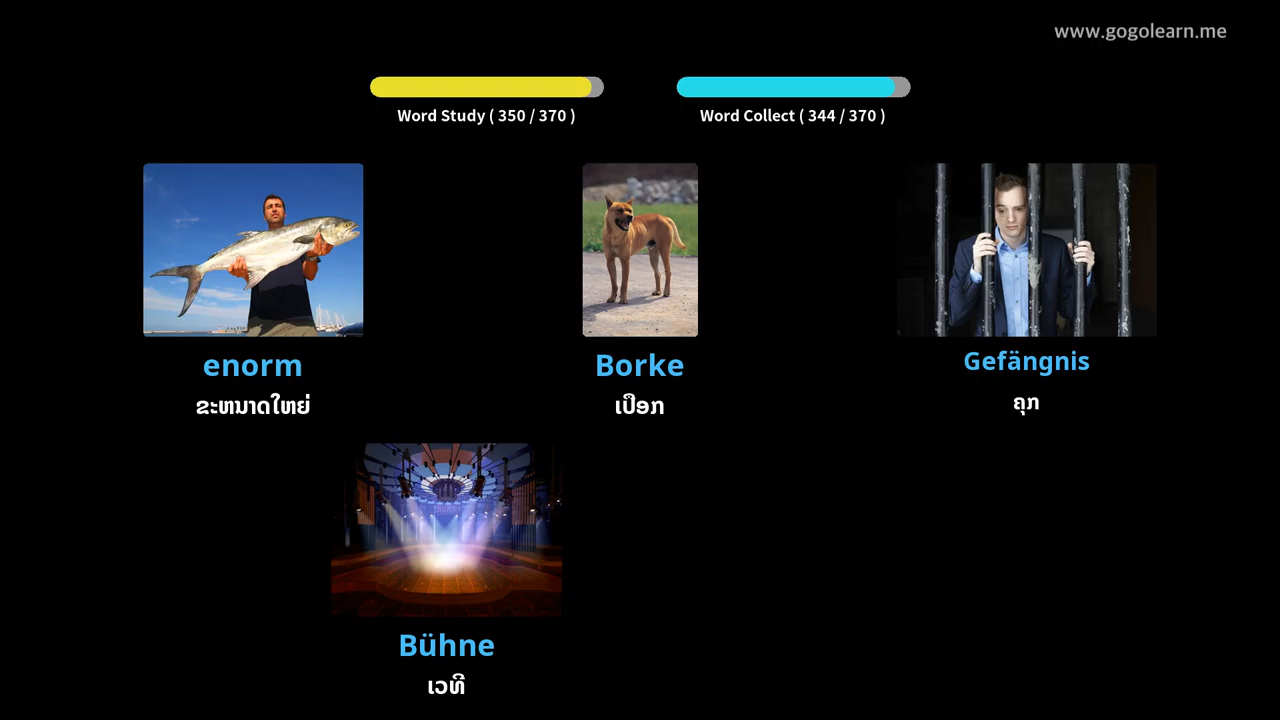 www.gogolearn.me
Word Study ( 350 / 370 )
Word Collect ( 344 / 370 )
enorm
ຂະໜາດໃຫຍ່
Borke
ເປືອກ
Gefängnis
ຄຸກ
Bühne
ເວທີ